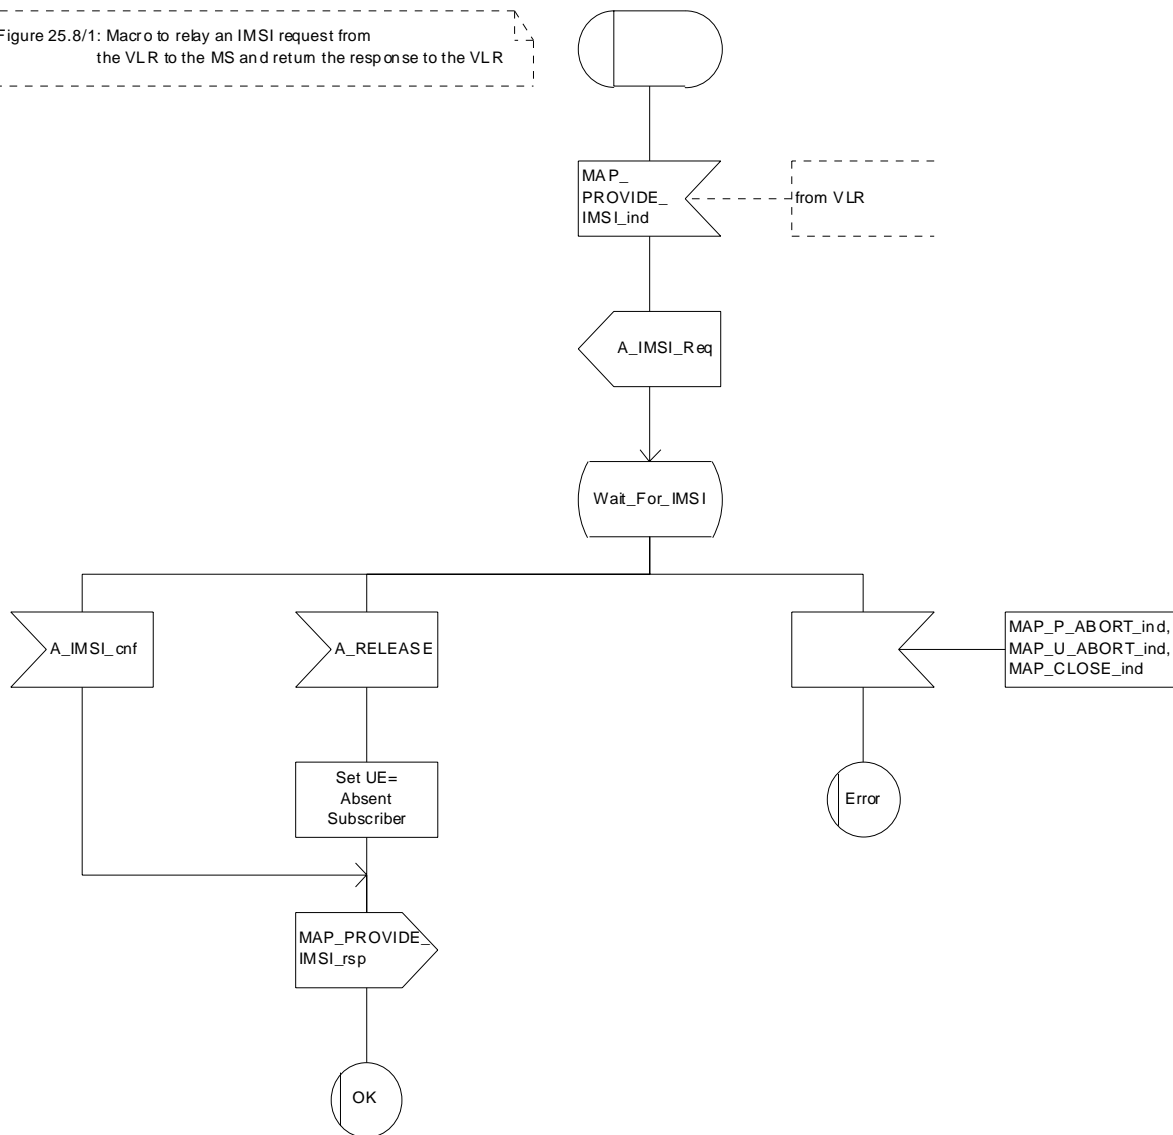 Figure 25.8/1: Macro to relay an IMSI request from
the VLR to the MS and return the response to the VLR
MAP_
PROVIDE_
IMSI_ind
from VLR
A_IMSI_Req
Wait_For_IMSI
A_IMSI_cnf
A_RELEASE
MAP_P_ABORT_ind,
MAP_U_ABORT_ind,
MAP_CLOSE_ind
Set UE=
Absent
Subscriber
Error
MAP_PROVIDE_
IMSI_rsp
OK